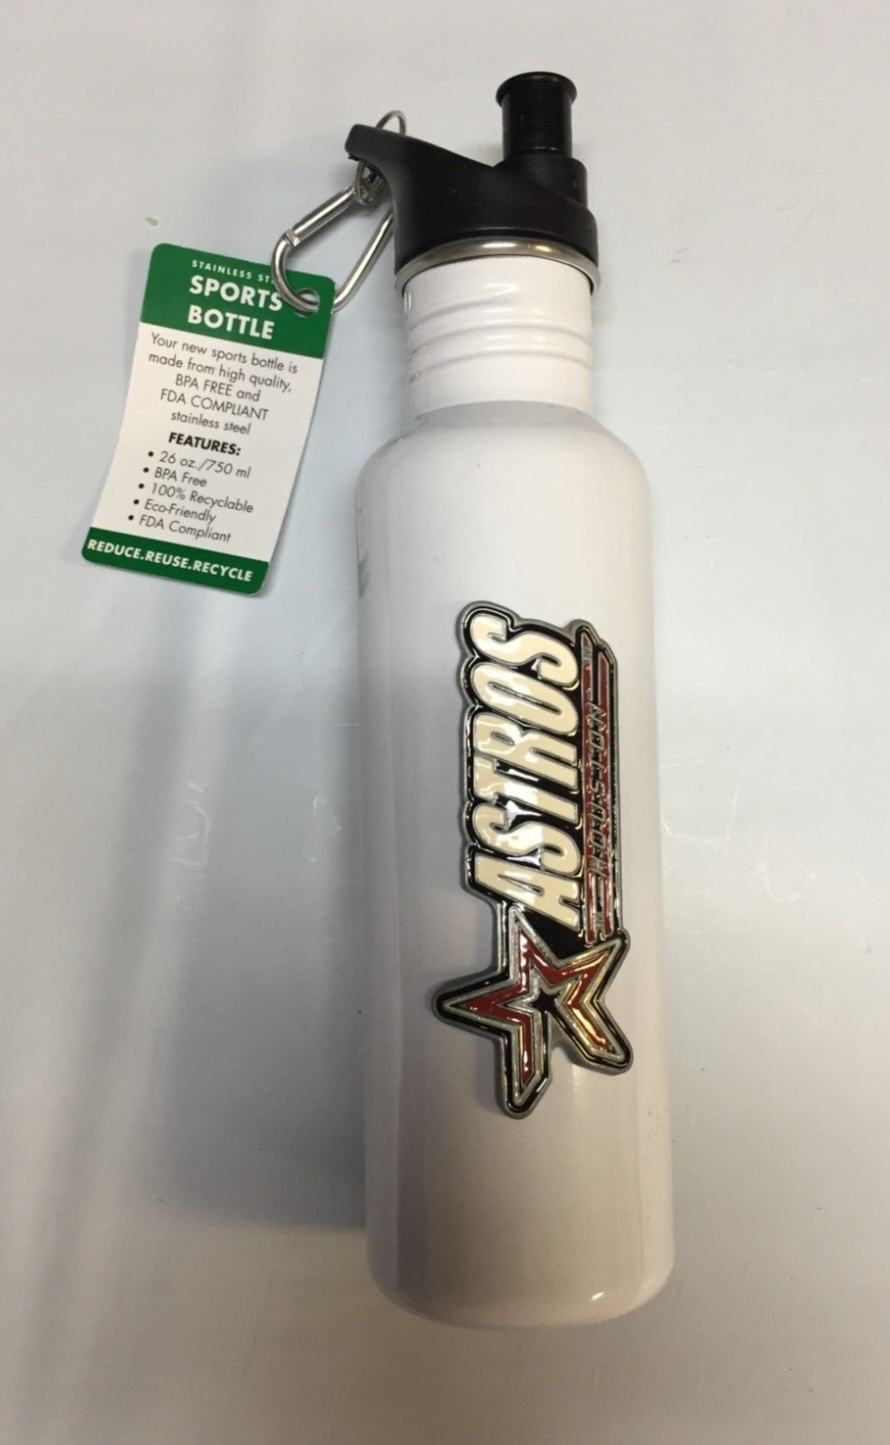 STAINLESS
SPORTS
BOTTLE
Your new sports bottle is
made from high quality,
BPA FREE and
FDA COMPLIANT
stainless steel
FEATURES:
• 26 oz./750 ml
• BPA Free
• 100% Recyclable
• Eco-Friendly
• FDA Compliant
REDUCE.REUSE.RECYCLE
ASTROS
HOUSTON